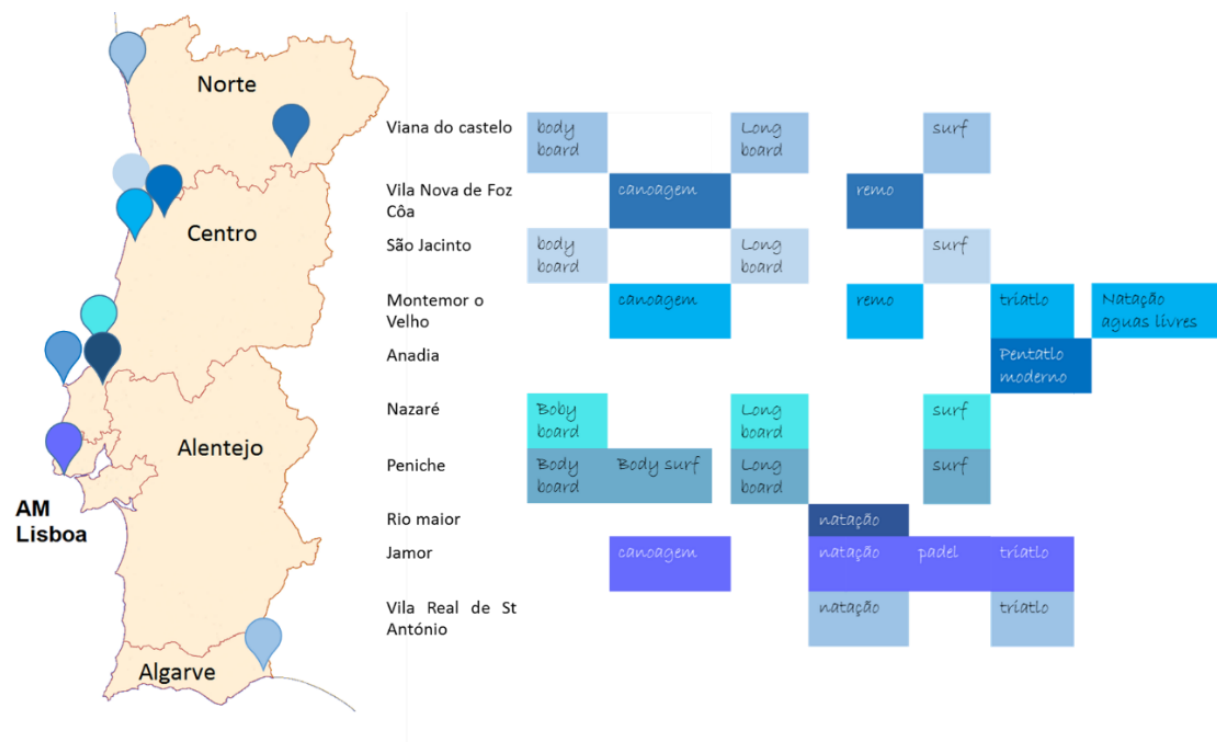 Norte
Centro
Alentejo
AM
Lisboa
Algarve
Viana do castelo
body
board
Long
board
surf
Vila Nova de Foz
Côa
canoagem
remo
São Jacinto
body
board
Long
board
surf
Montemor o
Velho
canoagem
remo
triatlo
Natação
aguas livres
Anadia
Pentatlo
moderno
Nazaré
Boby
board
Long
board
surf
Peniche
Body
board
Body surf
Long
board
surf
Rio maior
natação
Jamor
canoagem
natação
padel
triatlo
Vila Real de St
António
natação
triatlo